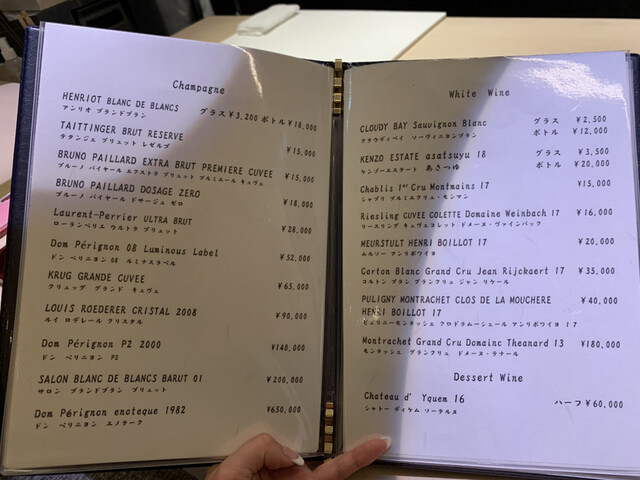 Champagne
HENRIOT BLANC DE BLANCS グラス ¥3,200 ボトル ¥18,000
アンリオ ブランドブラン
TAITTINGER BRUT RESERVE ¥15,000
テタンジェ ブリュット レゼルブ
BRUNO PAILLARD EXTRA BRUT PREMIERE CUVEE ¥15,000
ブルーノ パイヤール エクストラ ブリュット プルミエール キュヴェ
BRUNO PAILLARD DOSAGE ZERO ¥18,000
ブルーノ パイヤール ドサージュ ゼロ
Laurent-Perrier ULTRA BRUT ¥28,000
ローランペリエ ウルトラ ブリュット
Dom Pérignon 08 Luminous Label ¥52,000
ドン ペリニヨン 08 ルミナスラベル
KRUG GRANDE CUVEE ¥65,000
クリュッグ グランド キュヴェ
LOUIS ROEDERER CRISTAL 2008 ¥90,000
ルイ ロデレール クリスタル
Dom Pérignon P2 2000 ¥140,000
ドン ペリニヨン P2
SALON BLANC DE BLANCS BARUT 01 ¥200,000
サロン ブランドブラン ブリュット
Dom Pérignon enoteque 1982 ¥650,000
ドン ペリニヨン エノテーク
White Wine
CLOUDY BAY Sauvignon Blanc グラス ¥2,500
クラウディベイ ソーヴィニヨンブラン ボトル ¥12,000
KENZO ESTATE asatsuyu 18 グラス ¥3,500
ケンゾーエステート あさつゆ ボトル ¥20,000
Chablis 1er Cru Montmains 17 ¥15,000
シャブリ プルミエクリュ・モンマン
Riesling CUVEE COLETTE Domaine Weinbach 17 ¥16,000
リースリング キュヴェコレット ドメーヌ・ヴァインバック
MEURSTULT HENRI BOILLOT 17 ¥20,000
ムルソー アンリボワイヨ
Corton Blanc Grand Cru Jean Rijckaert 17 ¥35,000
コルトン ブラン グランクリュ ジャン リケール
PULIGNY MONTRACHET CLOS DE LA MOUCHERE ¥40,000
HENRI BOILLOT 17
ピュリニーモンラッシェ クロドラムーシェール アンリボワイヨ 17
Montrachet Grand Cru Domainc Theanard 13 ¥180,000
モンラッシェ グランクリュ ドメーヌ・テナール
Dessert Wine
Chateau d' Yquem 16 ハーフ ¥60,000
シャトー ディケム ソーテルヌ